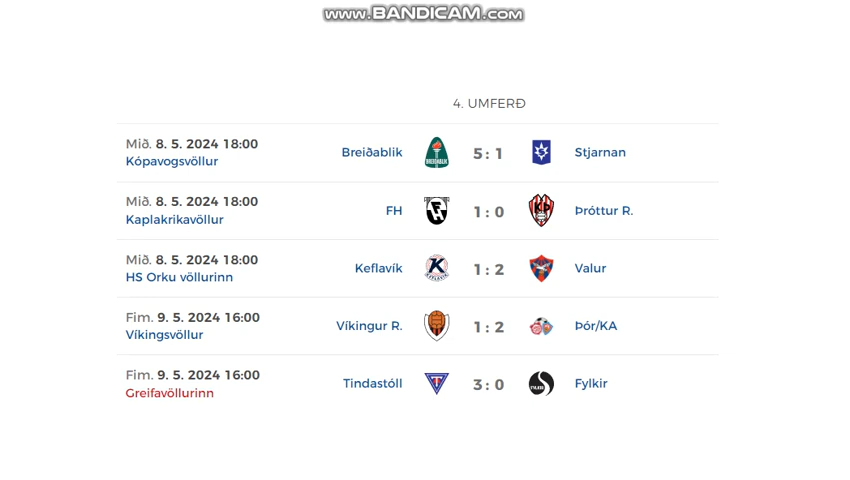 www.BANDICAM.com
4. UMFERÐ
Mið. 8. 5. 2024 18:00
Kópavogsvöllur
Breiðablik 5 : 1 Stjarnan
Mið. 8. 5. 2024 18:00
Kaplakrikavöllur
FH 1 : 0 Þróttur R.
Mið. 8. 5. 2024 18:00
HS Orku völlurinn
Keflavík 1 : 2 Valur
Fim. 9. 5. 2024 16:00
Víkingsvöllur
Víkingur R. 1 : 2 Þór/KA
Fim. 9. 5. 2024 16:00
Greifavöllurinn
Tindastóll 3 : 0 Fylkir